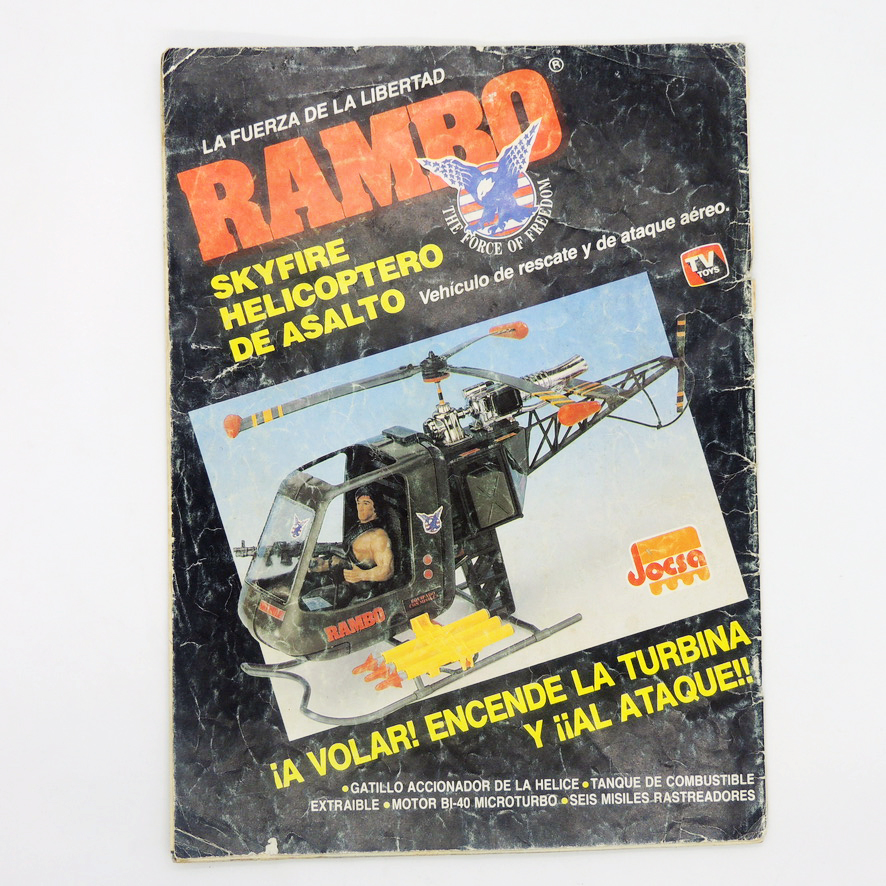 LA FUERZA DE LA LIBERTAD
RAMBO®
THE FORCE OF FREEDOM
SKYFIRE
HELICOPTERO
DE ASALTO
Vehículo de rescate y de ataque aéreo.
TV
TOYS
RAMBO
Jocsa
¡A VOLAR! ENCENDE LA TURBINA
Y ¡¡AL ATAQUE!!
•GATILLO ACCIONADOR DE LA HELICE •TANQUE DE COMBUSTIBLE
EXTRAIBLE •MOTOR BI-40 MICROTURBO •SEIS MISILES RASTREADORES